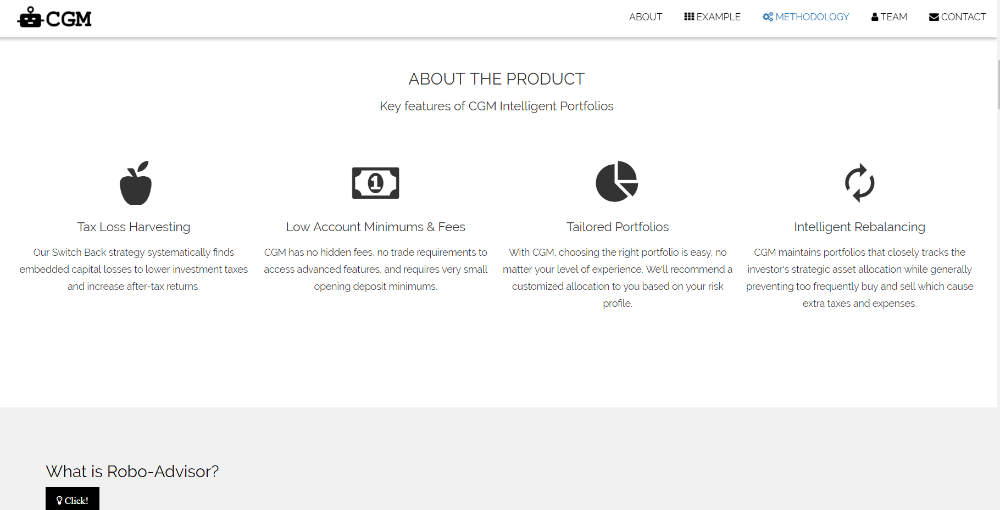 CGM
ABOUT EXAMPLE METHODOLOGY TEAM CONTACT
ABOUT THE PRODUCT
Key features of CGM Intelligent Portfolios
1
Tax Loss Harvesting
Our Switch Back strategy systematically finds
embedded capital losses to lower investment taxes
and increase after-tax returns.
Low Account Minimums & Fees
CGM has no hidden fees, no trade requirements to
access advanced features, and requires very small
opening deposit minimums.
Tailored Portfolios
With CGM, choosing the right portfolio is easy, no
matter your level of experience. We'll recommend a
customized allocation to you based on your risk
profile.
Intelligent Rebalancing
CGM maintains portfolios that closely tracks the
investor's strategic asset allocation while generally
preventing too frequently buy and sell which cause
extra taxes and expenses.
What is Robo-Advisor?
Click!